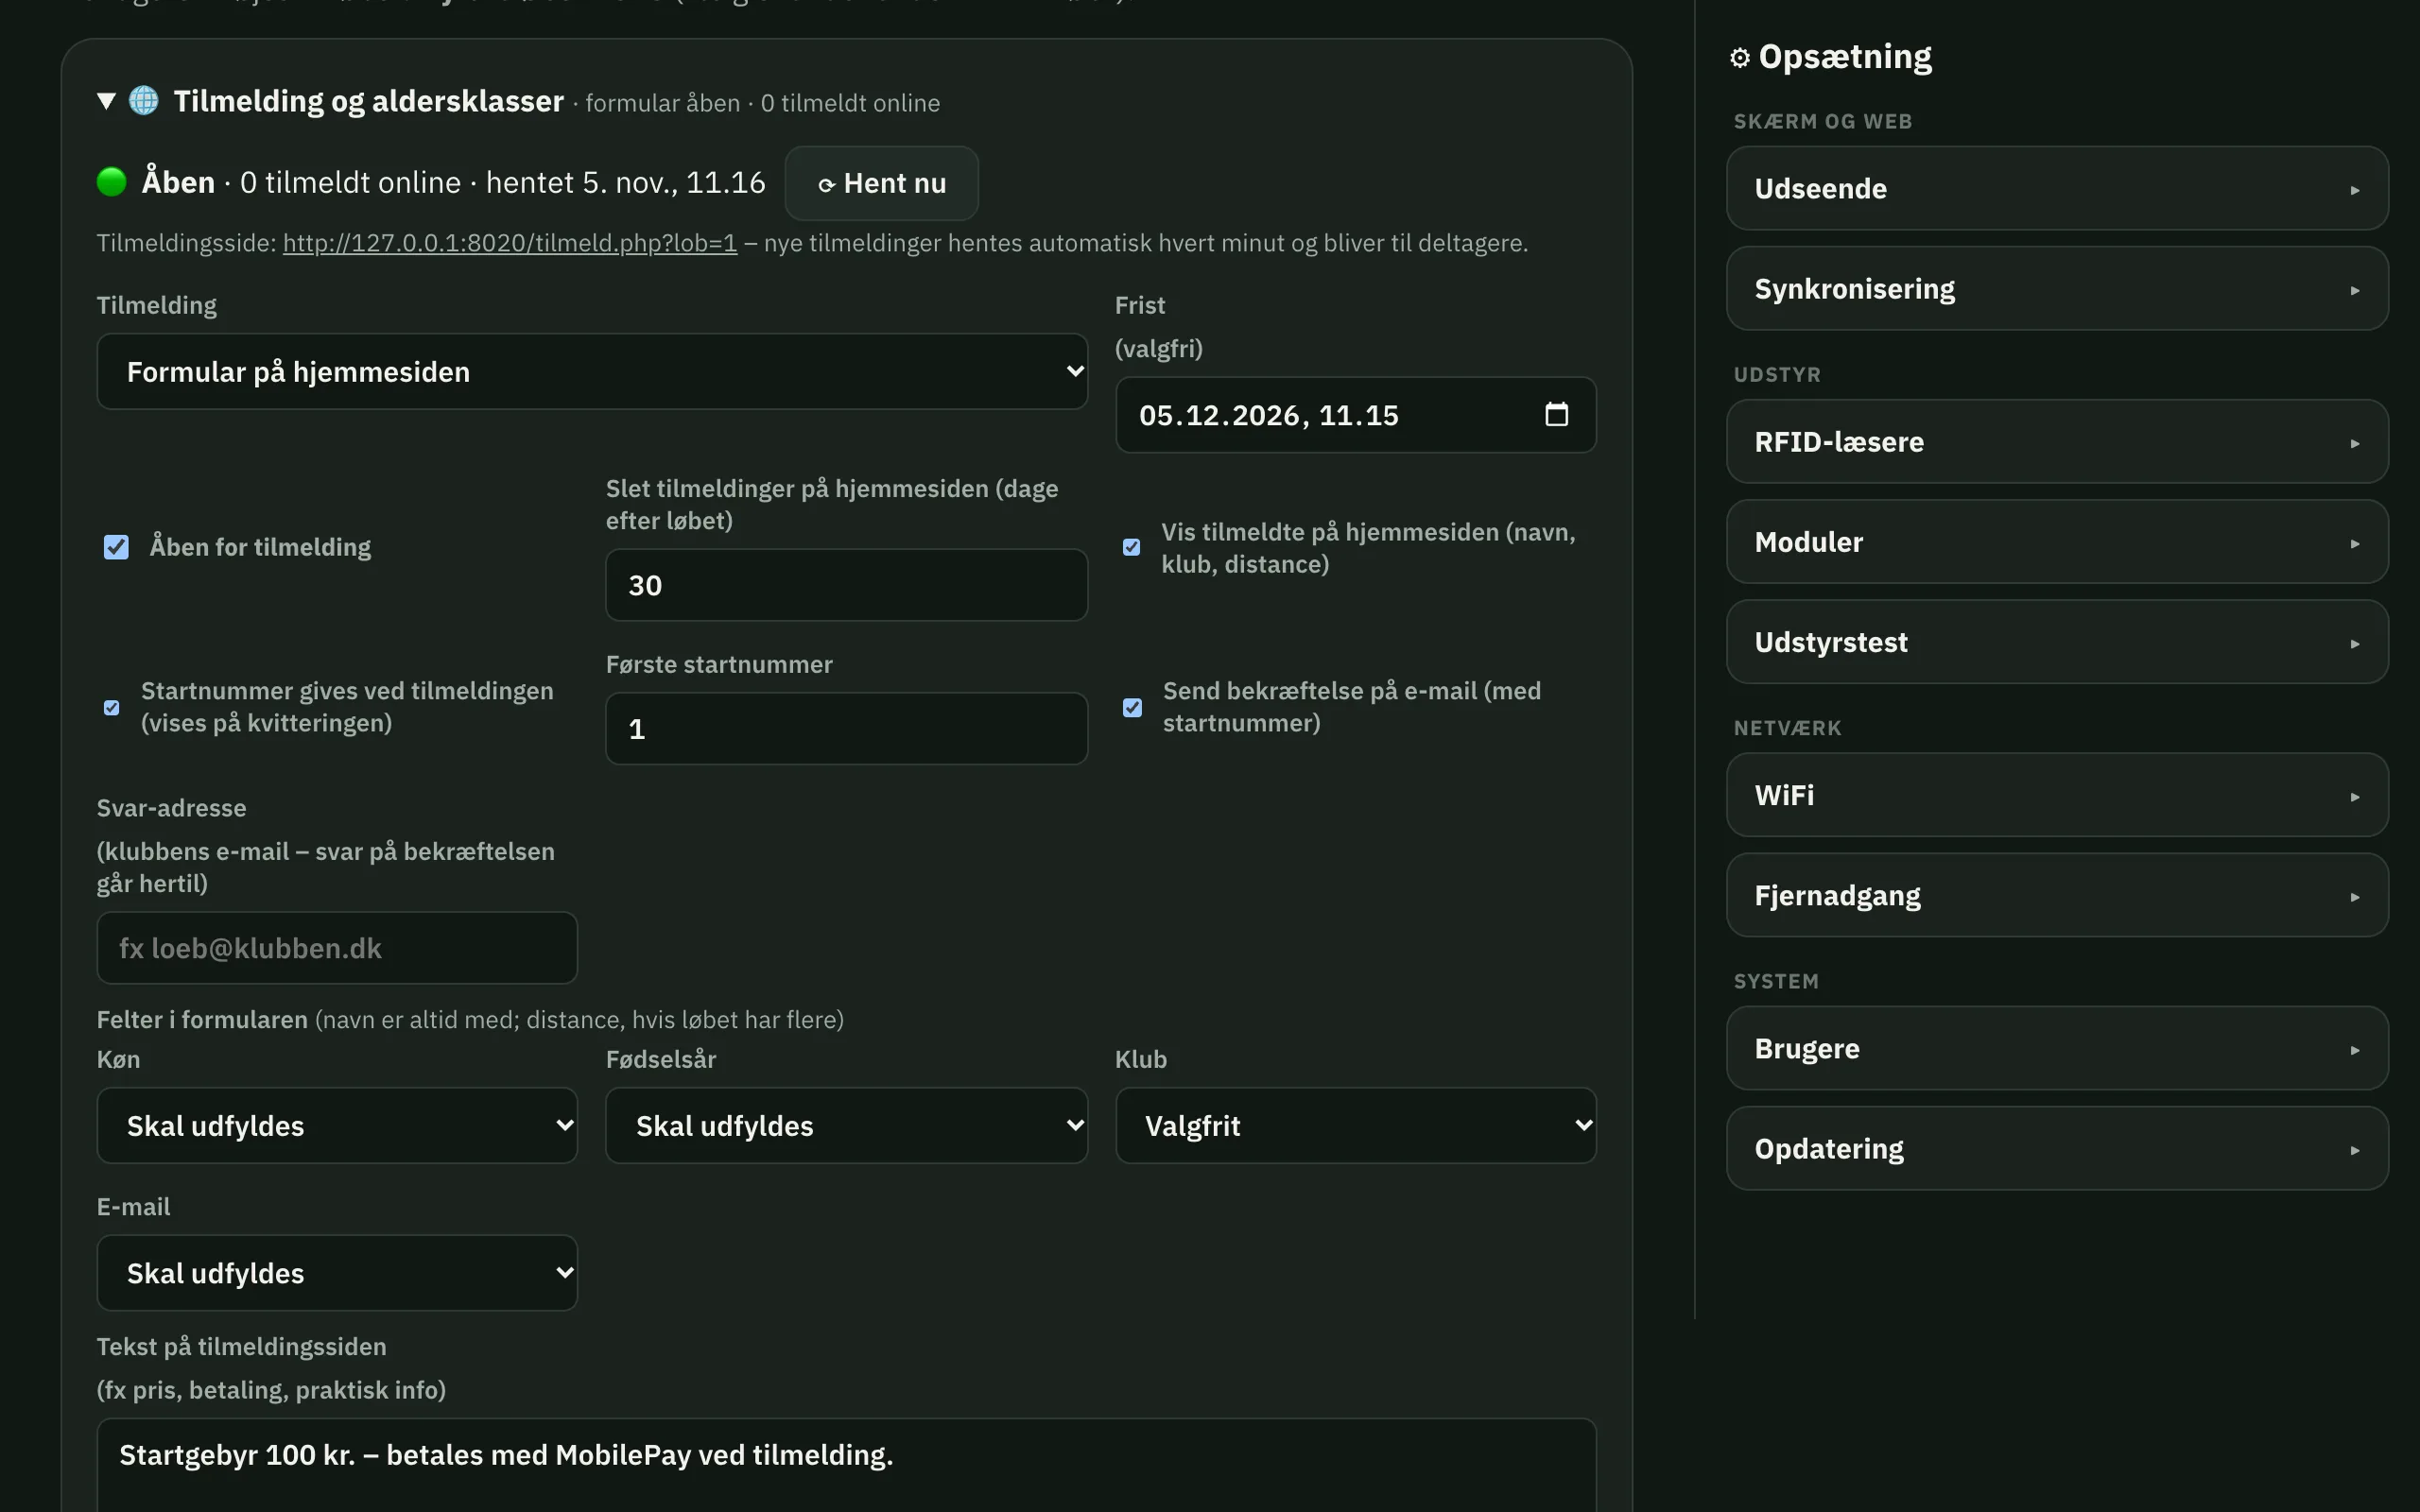 Tilmelding og aldersklasser · formular åben · 0 tilmeldt online
Åben · 0 tilmeldt online · hentet 5. nov., 11.16
⟳ Hent nu
Tilmeldingsside: http://127.0.0.1:8020/tilmeld.php?lob=1 – nye tilmeldinger hentes automatisk hvert minut og bliver til deltagere.
Tilmelding
Formular på hjemmesiden
Frist
(valgfri)
05.12.2026, 11.15
Åben for tilmelding
Slet tilmeldinger på hjemmesiden (dage
efter løbet)
30
Vis tilmeldte på hjemmesiden (navn,
klub, distance)
Startnummer gives ved tilmeldingen
(vises på kvitteringen)
Første startnummer
1
Send bekræftelse på e-mail (med
startnummer)
Svar-adresse
(klubbens e-mail – svar på bekræftelsen
går hertil)
fx loeb@klubben.dk
Felter i formularen (navn er altid med; distance, hvis løbet har flere)
Køn
Skal udfyldes
Fødselsår
Skal udfyldes
Klub
Valgfrit
E-mail
Skal udfyldes
Tekst på tilmeldingssiden
(fx pris, betaling, praktisk info)
Startgebyr 100 kr. – betales med MobilePay ved tilmelding.
Opsætning
SKÆRM OG WEB
Udseende
Synkronisering
UDSTYR
RFID-læsere
Moduler
Udstyrstest
NETVÆRK
WiFi
Fjernadgang
SYSTEM
Brugere
Opdatering